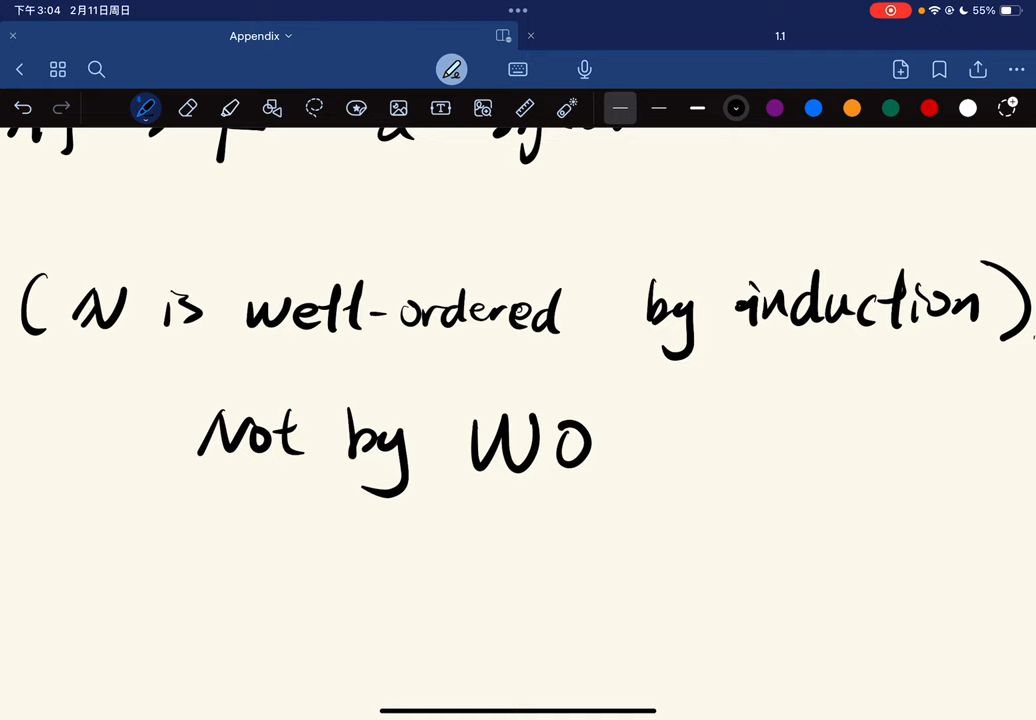 下午3:04 2月11日周日
55%
Appendix
1.1
(N is well-ordered by induction)
Not by WO